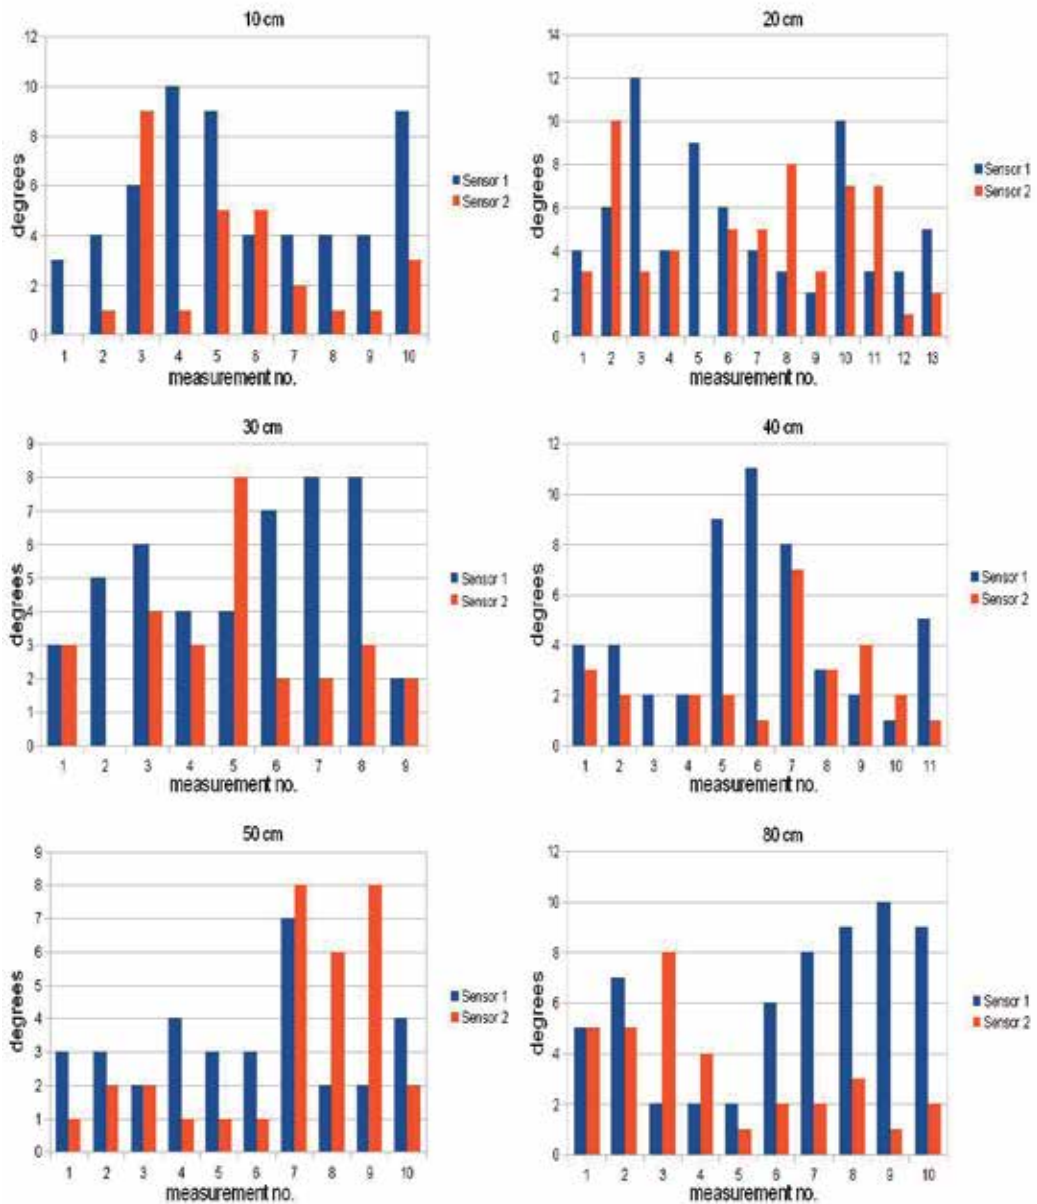 10 cm
12
10
8
6
4
2
0
degrees
1 2 3 4 5 6 7 8 9 10
measurement no.
Sensor 1
Sensor 2
20 cm
14
12
10
8
6
4
2
0
degrees
1 2 3 4 5 6 7 8 9 10 11 12 13
measurement no.
Sensor 1
Sensor 2
30 cm
9
8
7
6
5
4
3
2
1
0
degrees
1 2 3 4 5 6 7 8 9
measurement no.
Sensor 1
Sensor 2
40 cm
12
10
8
6
4
2
0
degrees
1 2 3 4 5 6 7 8 9 10 11
measurement no.
Sensor 1
Sensor 2
50 cm
9
8
7
6
5
4
3
2
1
0
degrees
1 2 3 4 5 6 7 8 9 10
measurement no.
Sensor 1
Sensor 2
80 cm
12
10
8
6
4
2
0
degrees
1 2 3 4 5 6 7 8 9 10
measurement no.
Sensor 1
Sensor 2